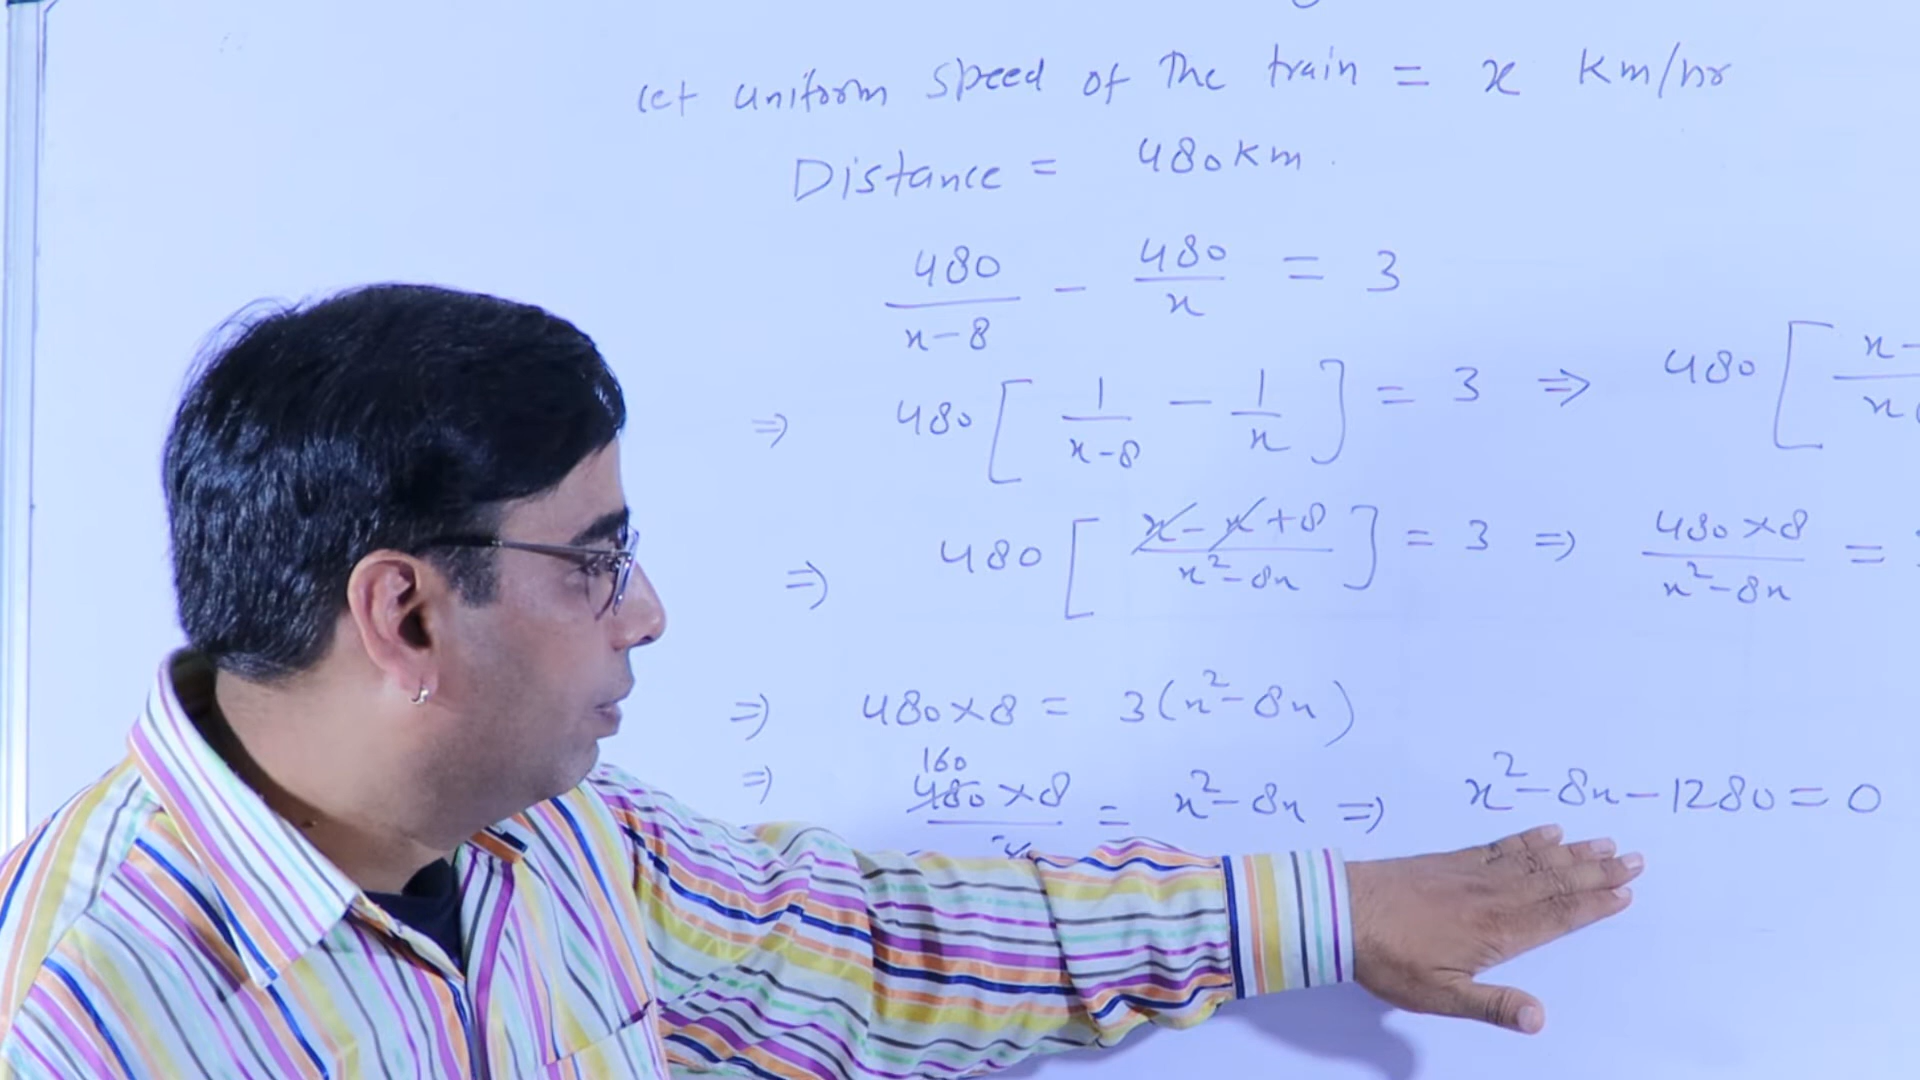 let uniform speed of the train = x Km/hr
Distance = 480 Km.
480/(x-8) - 480/x = 3
⇒ 480[1/(x-8) - 1/x] = 3 ⇒ 480[
⇒ 480[(x-x+8)/(x²-8x)] = 3 ⇒ (480×8)/(x²-8x) =
⇒ 480×8 = 3(x²-8x)
160
⇒ 480×8/3 = x²-8x ⇒ x²-8x-1280=0